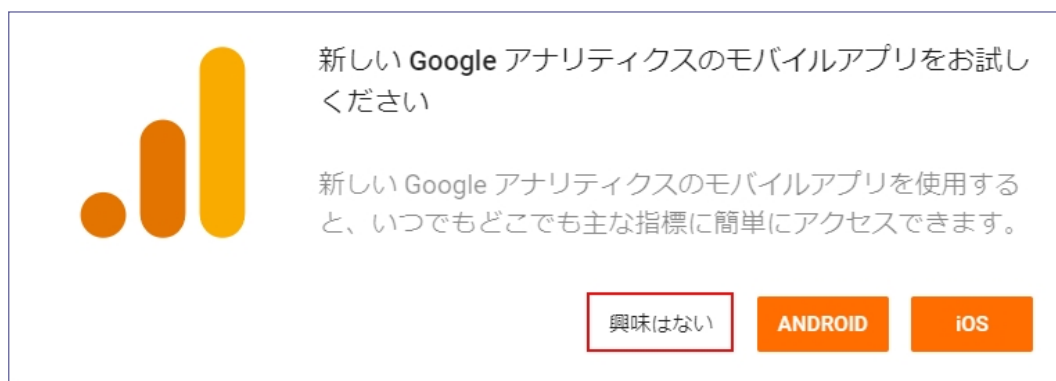 新しい Google アナリティクスのモバイルアプリをお試し
ください
新しい Google アナリティクスのモバイルアプリを使用する
と、いつでもどこでも主な指標に簡単にアクセスできます。
興味はない ANDROID iOS